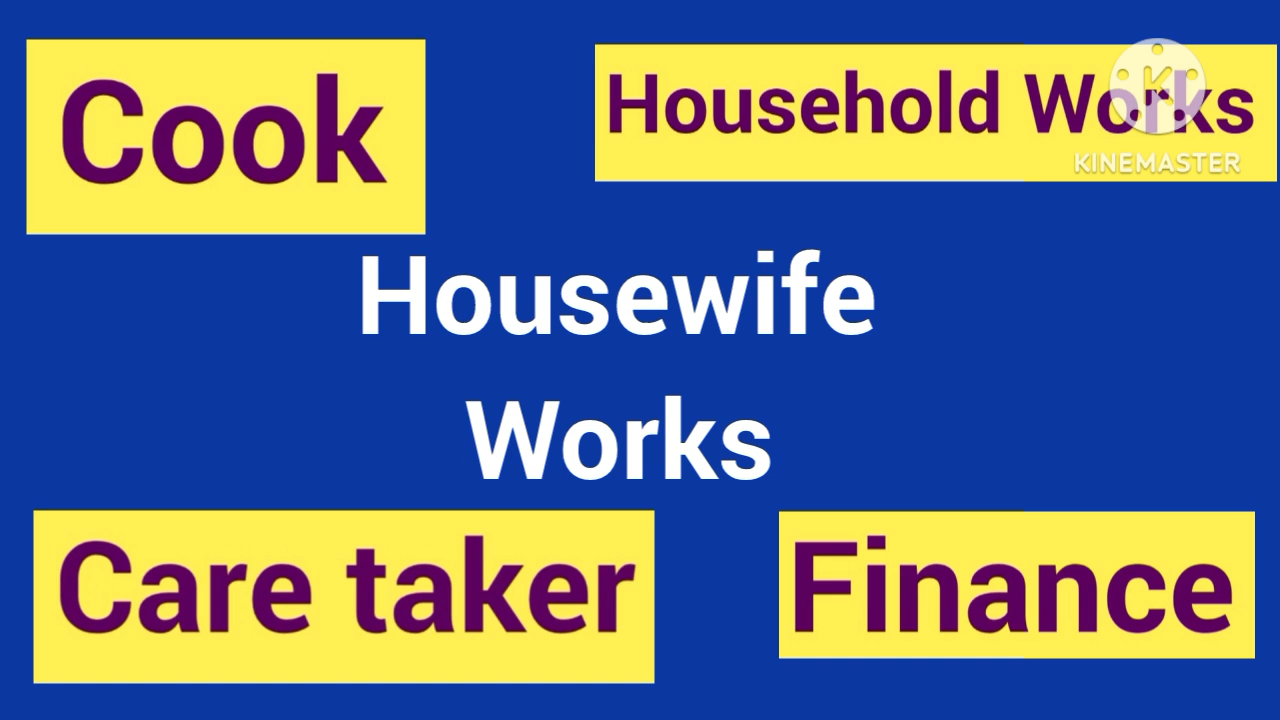 Cook
Household Works
KINEMASTER
Housewife
Works
Care taker
Finance